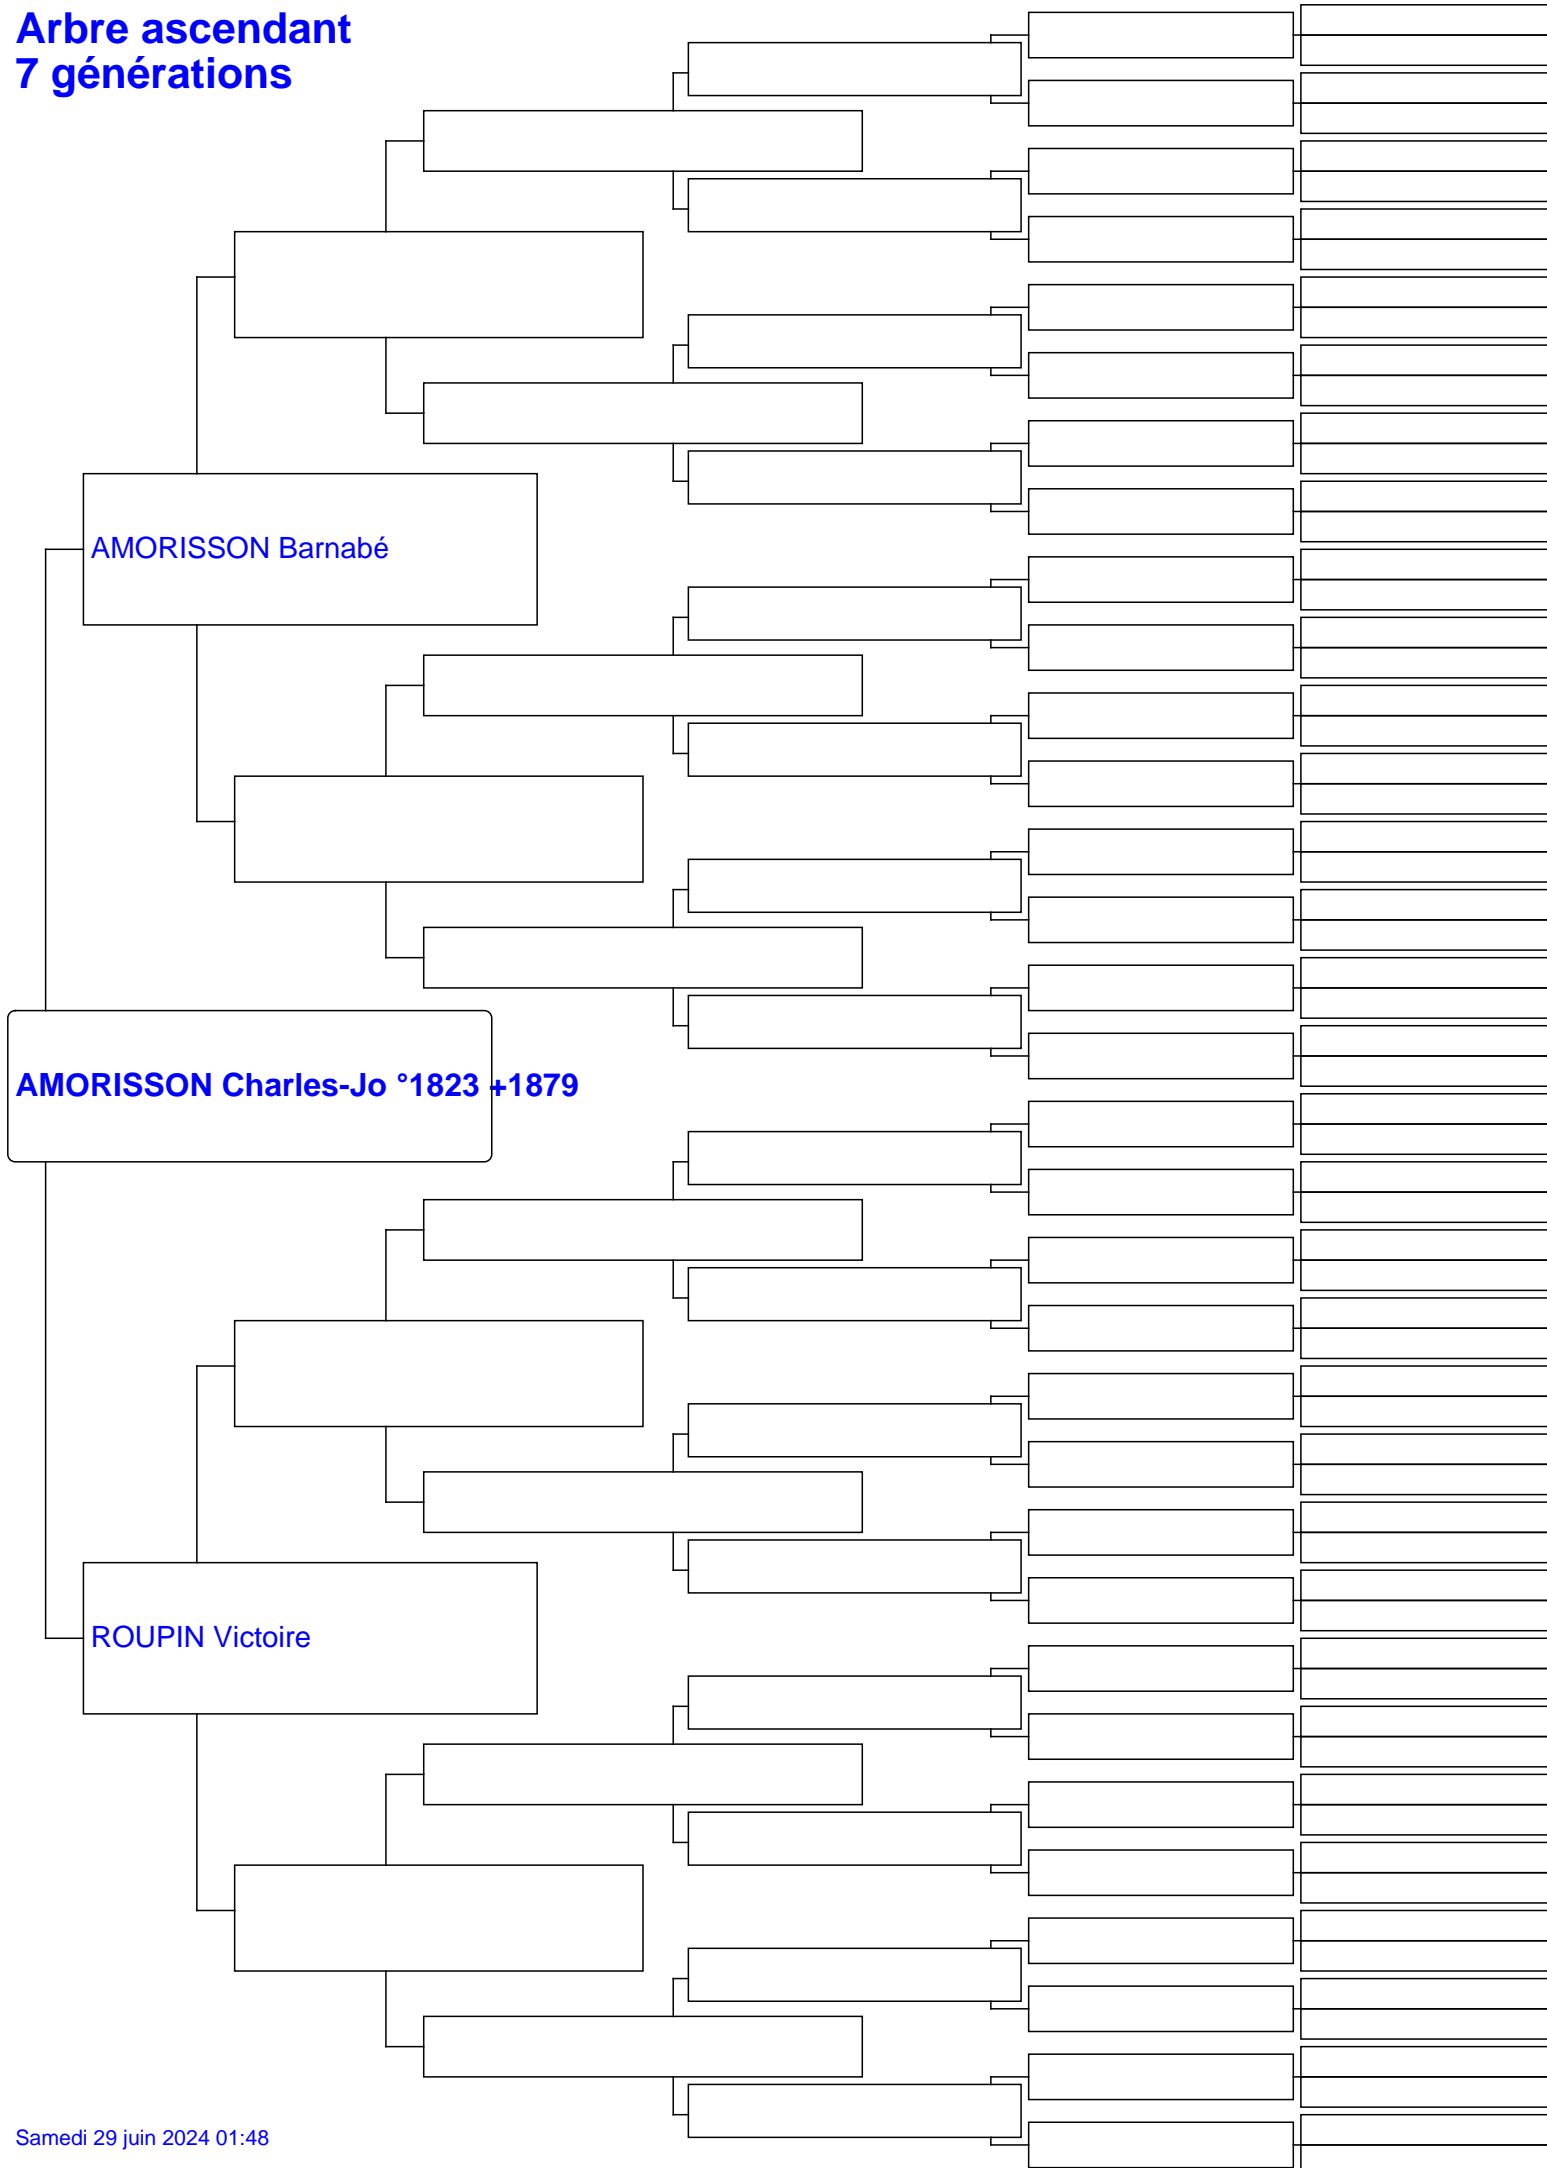 Arbre ascendant
7 générations
AMORISSON Barnabé
AMORISSON Charles-Jo °1823 +1879
ROUPIN Victoire
Samedi 29 juin 2024 01:48